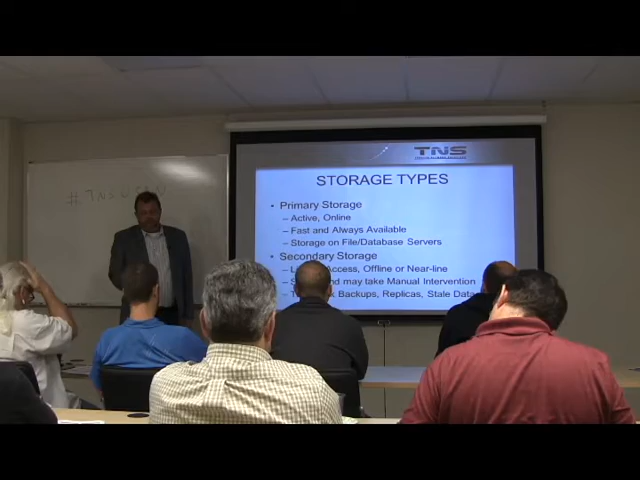 TNS
STORAGE TYPES
• Primary Storage
– Active, Online
– Fast and Always Available
– Storage on File/Database Servers
• Secondary Storage
Access, Offline or Near-line
and may take Manual Intervention
Backups, Replicas, Stale Data